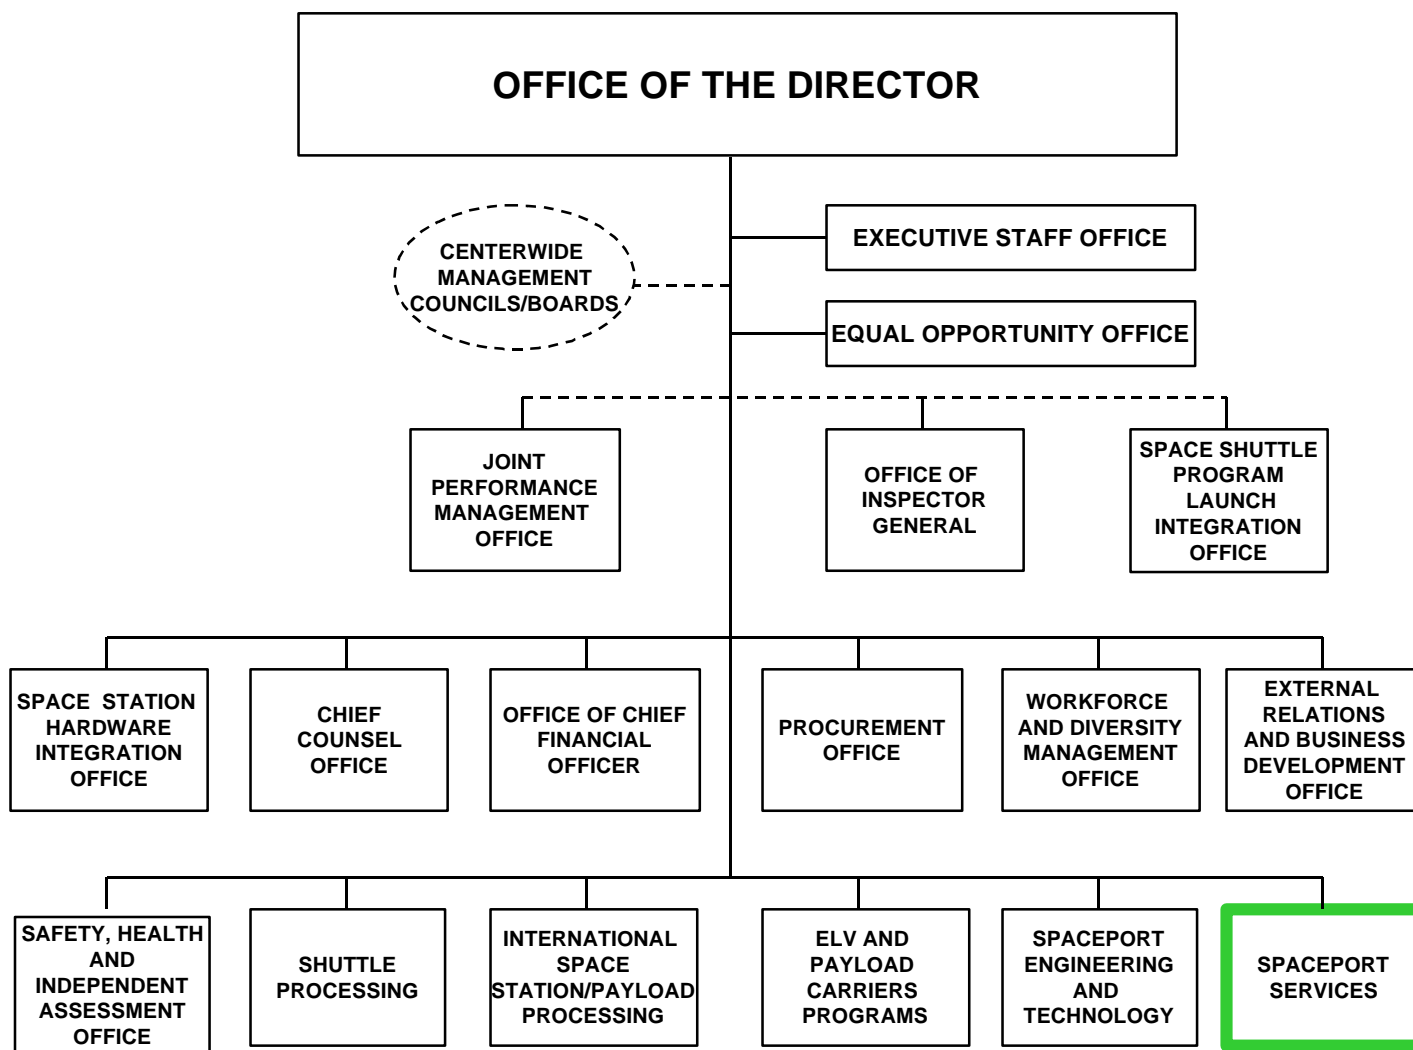 OFFICE OF THE DIRECTOR
CENTERWIDE
MANAGEMENT
COUNCILS/BOARDS
EXECUTIVE STAFF OFFICE
EQUAL OPPORTUNITY OFFICE
JOINT
PERFORMANCE
MANAGEMENT
OFFICE
OFFICE OF
INSPECTOR
GENERAL
SPACE SHUTTLE
PROGRAM
LAUNCH
INTEGRATION
OFFICE
SPACE STATION
HARDWARE
INTEGRATION
OFFICE
CHIEF
COUNSEL
OFFICE
OFFICE OF CHIEF
FINANCIAL
OFFICER
PROCUREMENT
OFFICE
WORKFORCE
AND DIVERSITY
MANAGEMENT
OFFICE
EXTERNAL
RELATIONS
AND BUSINESS
DEVELOPMENT
OFFICE
SAFETY, HEALTH
AND
INDEPENDENT
ASSESSMENT
OFFICE
SHUTTLE
PROCESSING
INTERNATIONAL
SPACE
STATION/PAYLOAD
PROCESSING
ELV AND
PAYLOAD
CARRIERS
PROGRAMS
SPACEPORT
ENGINEERING
AND
TECHNOLOGY
SPACEPORT
SERVICES